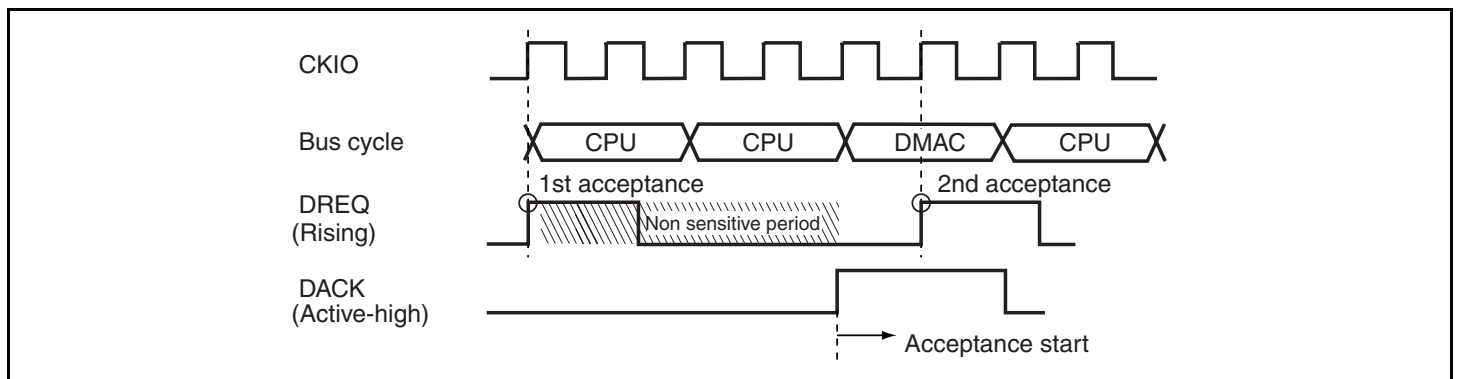 CKIO
Bus cycle CPU CPU DMAC CPU
1st acceptance 2nd acceptance
DREQ
(Rising) Non sensitive period
DACK
(Active-high)
Acceptance start